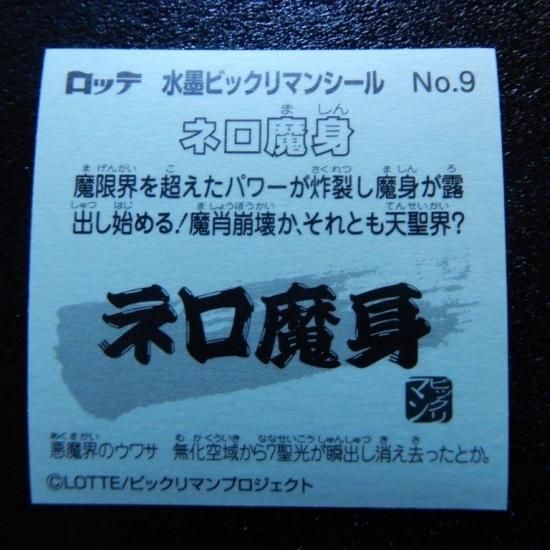 ロッテ 水墨ビックリマンシール No.9
ま しん
ネロ魔身
ま げんがい こ さくれつ ま しん ろ
魔限界を超えたパワーが炸裂し魔身が露
しゅつ はじ ま しょうほうかい てんせいかい
出し始める!魔肖崩壊か、それとも天聖界?
ネロ魔身
ビックリ
マン
あくまかい む かくういき ななせいこう しゅんしゅつ き さ
悪魔界のウワサ 無化空域から7聖光が瞬出し消え去ったとか。
©LOTTE/ビックリマンプロジェクト